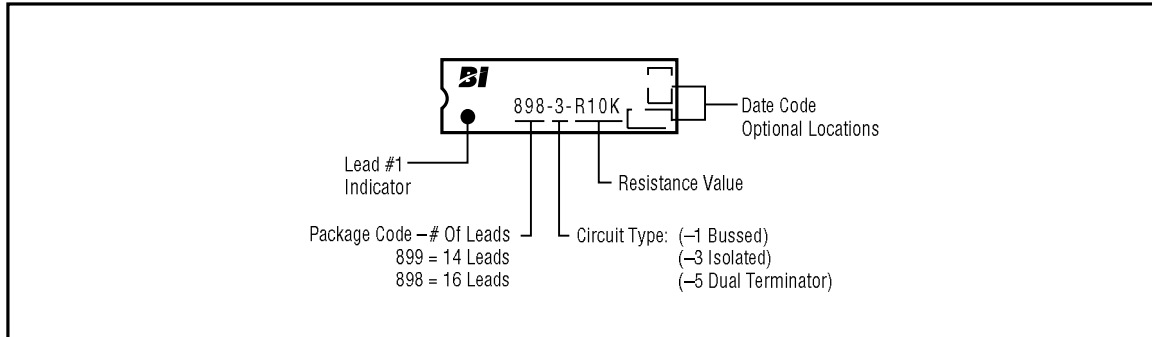 BI
898-3-R10K
Date Code
Optional Locations
Lead #1
Indicator
Resistance Value
Package Code – # Of Leads
899 = 14 Leads
898 = 16 Leads
Circuit Type: (–1 Bussed)
(–3 Isolated)
(–5 Dual Terminator)